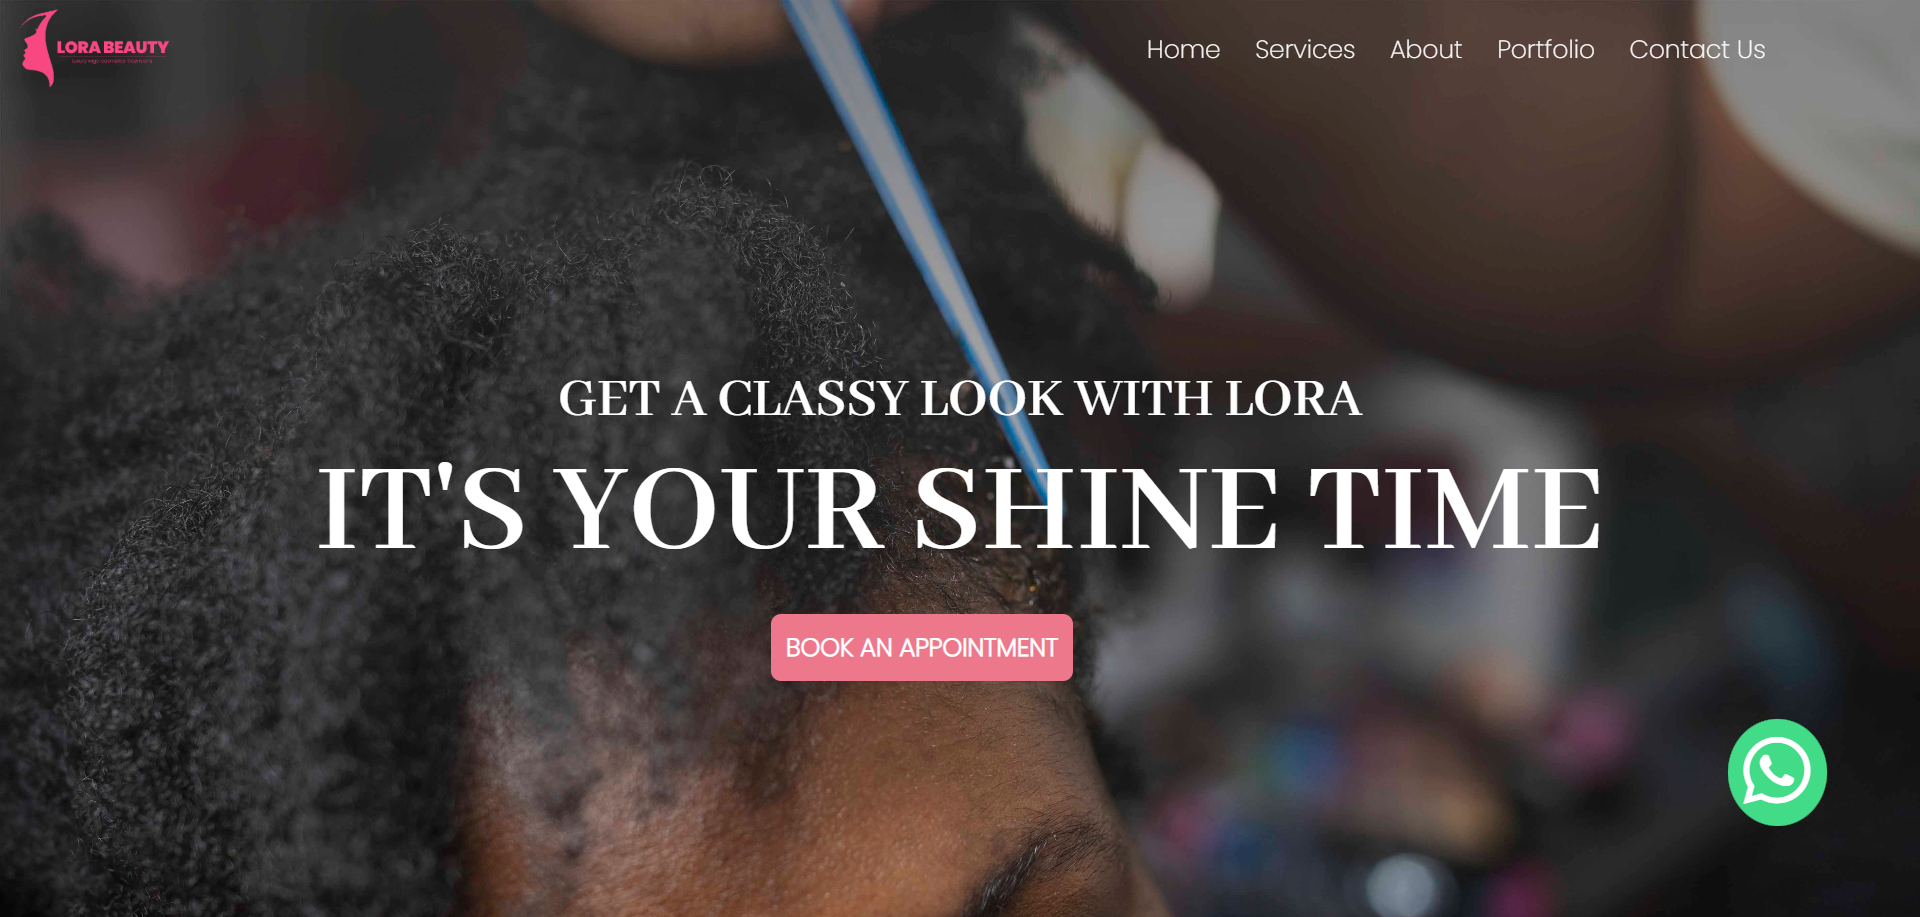 LORA BEAUTY
Home Services About Portfolio Contact Us
GET A CLASSY LOOK WITH LORA
IT'S YOUR SHINE TIME
BOOK AN APPOINTMENT